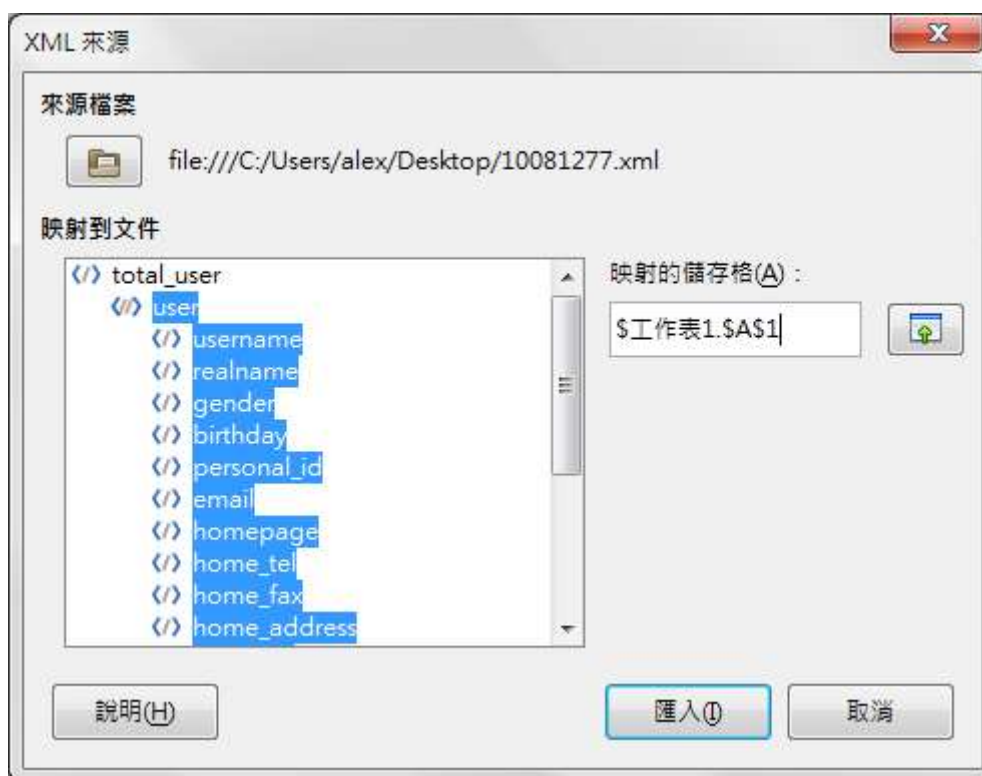 XML 來源
來源檔案
file:///C:/Users/alex/Desktop/10081277.xml
映射到文件
total_user
user
username
realname
gender
birthday
personal_id
email
homepage
home_tel
home_fax
home_address
映射的儲存格(A)：
$工作表1.$A$1
說明(H)
匯入(I)
取消